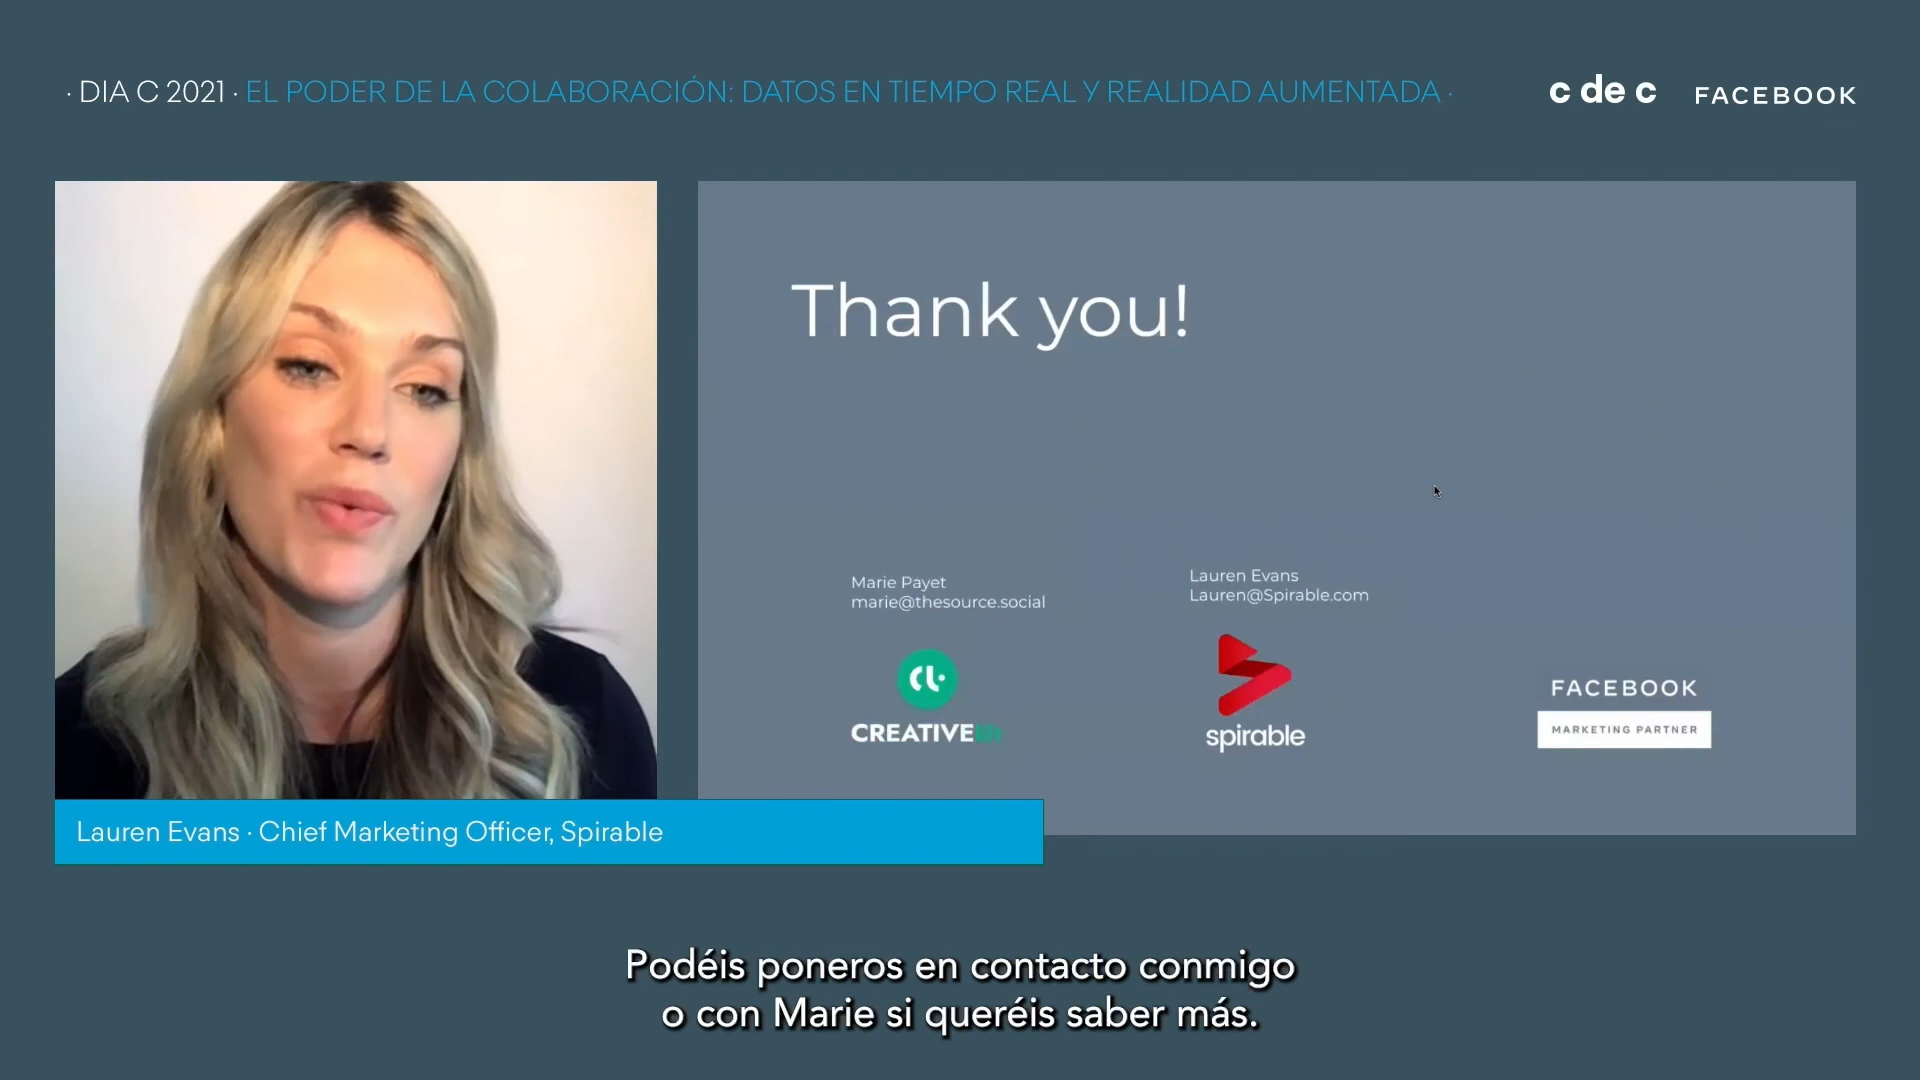 · DIA C 2021 · EL PODER DE LA COLABORACIÓN: DATOS EN TIEMPO REAL Y REALIDAD AUMENTADA ·
c de c FACEBOOK
Thank you!
Marie Payet
marie@thesource.social
Lauren Evans
Lauren@Spirable.com
CREATIVE
spirable
FACEBOOK
MARKETING PARTNER
Lauren Evans · Chief Marketing Officer, Spirable
Podéis poneros en contacto conmigo
o con Marie si queréis saber más.